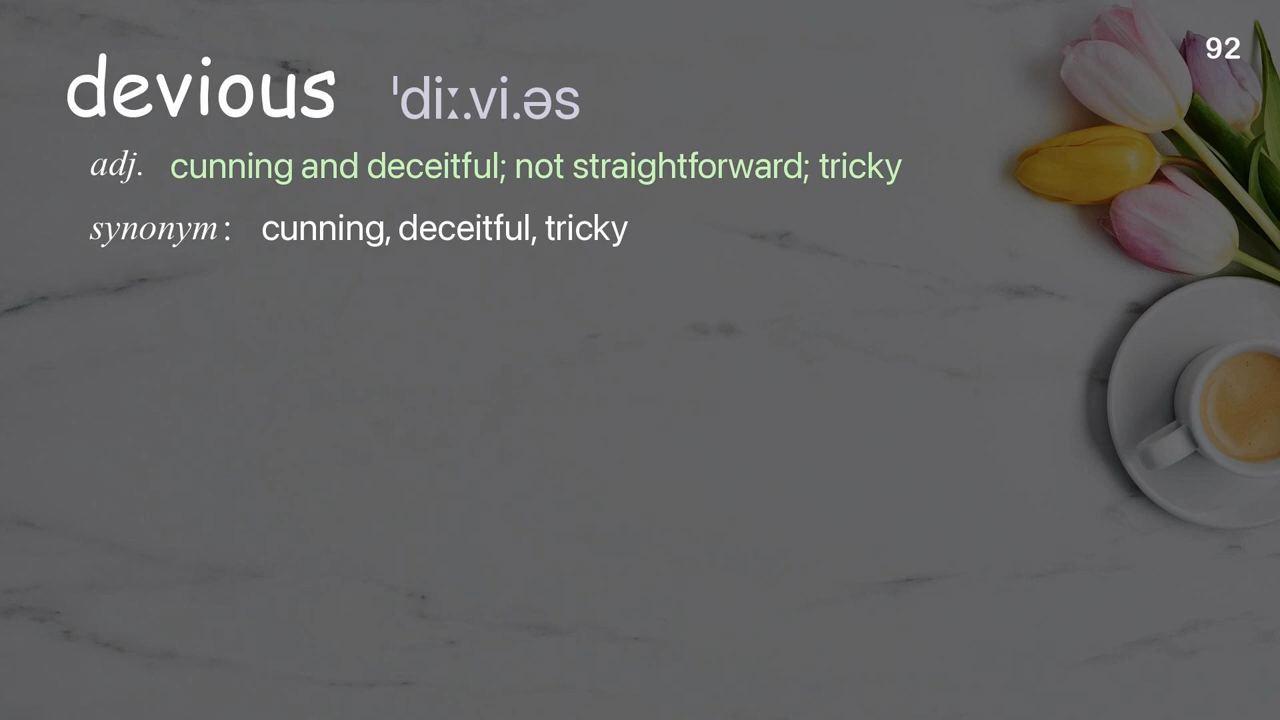 92
devious ˈdiː.vi.əs
adj. cunning and deceitful; not straightforward; tricky
synonym: cunning, deceitful, tricky